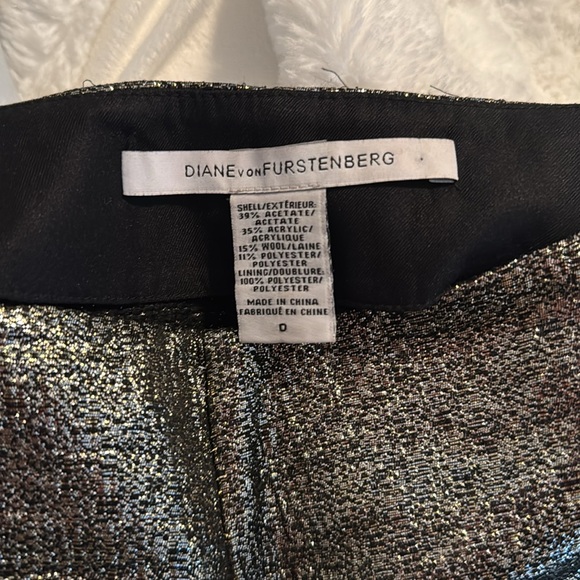 DIANE VON FURSTENBERG
SHELL/EXTÉRIEUR:
39% ACETATE/
ACETATE
35% ACRYLIC/
ACRYLIQUE
15% WOOL/LAINE
11% POLYESTER/
POLYESTER
LINING/DOUBLURE:
100% POLYESTER/
POLYESTER
MADE IN CHINA
FABRIQUÉ EN CHINE
0